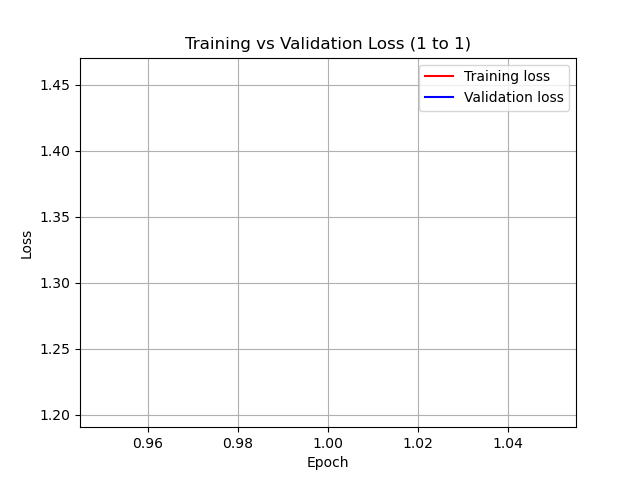 Training vs Validation Loss (1 to 1)
Training loss
Validation loss
1.45
1.40
1.35
1.30
1.25
1.20
Loss
0.96 0.98 1.00 1.02 1.04
Epoch